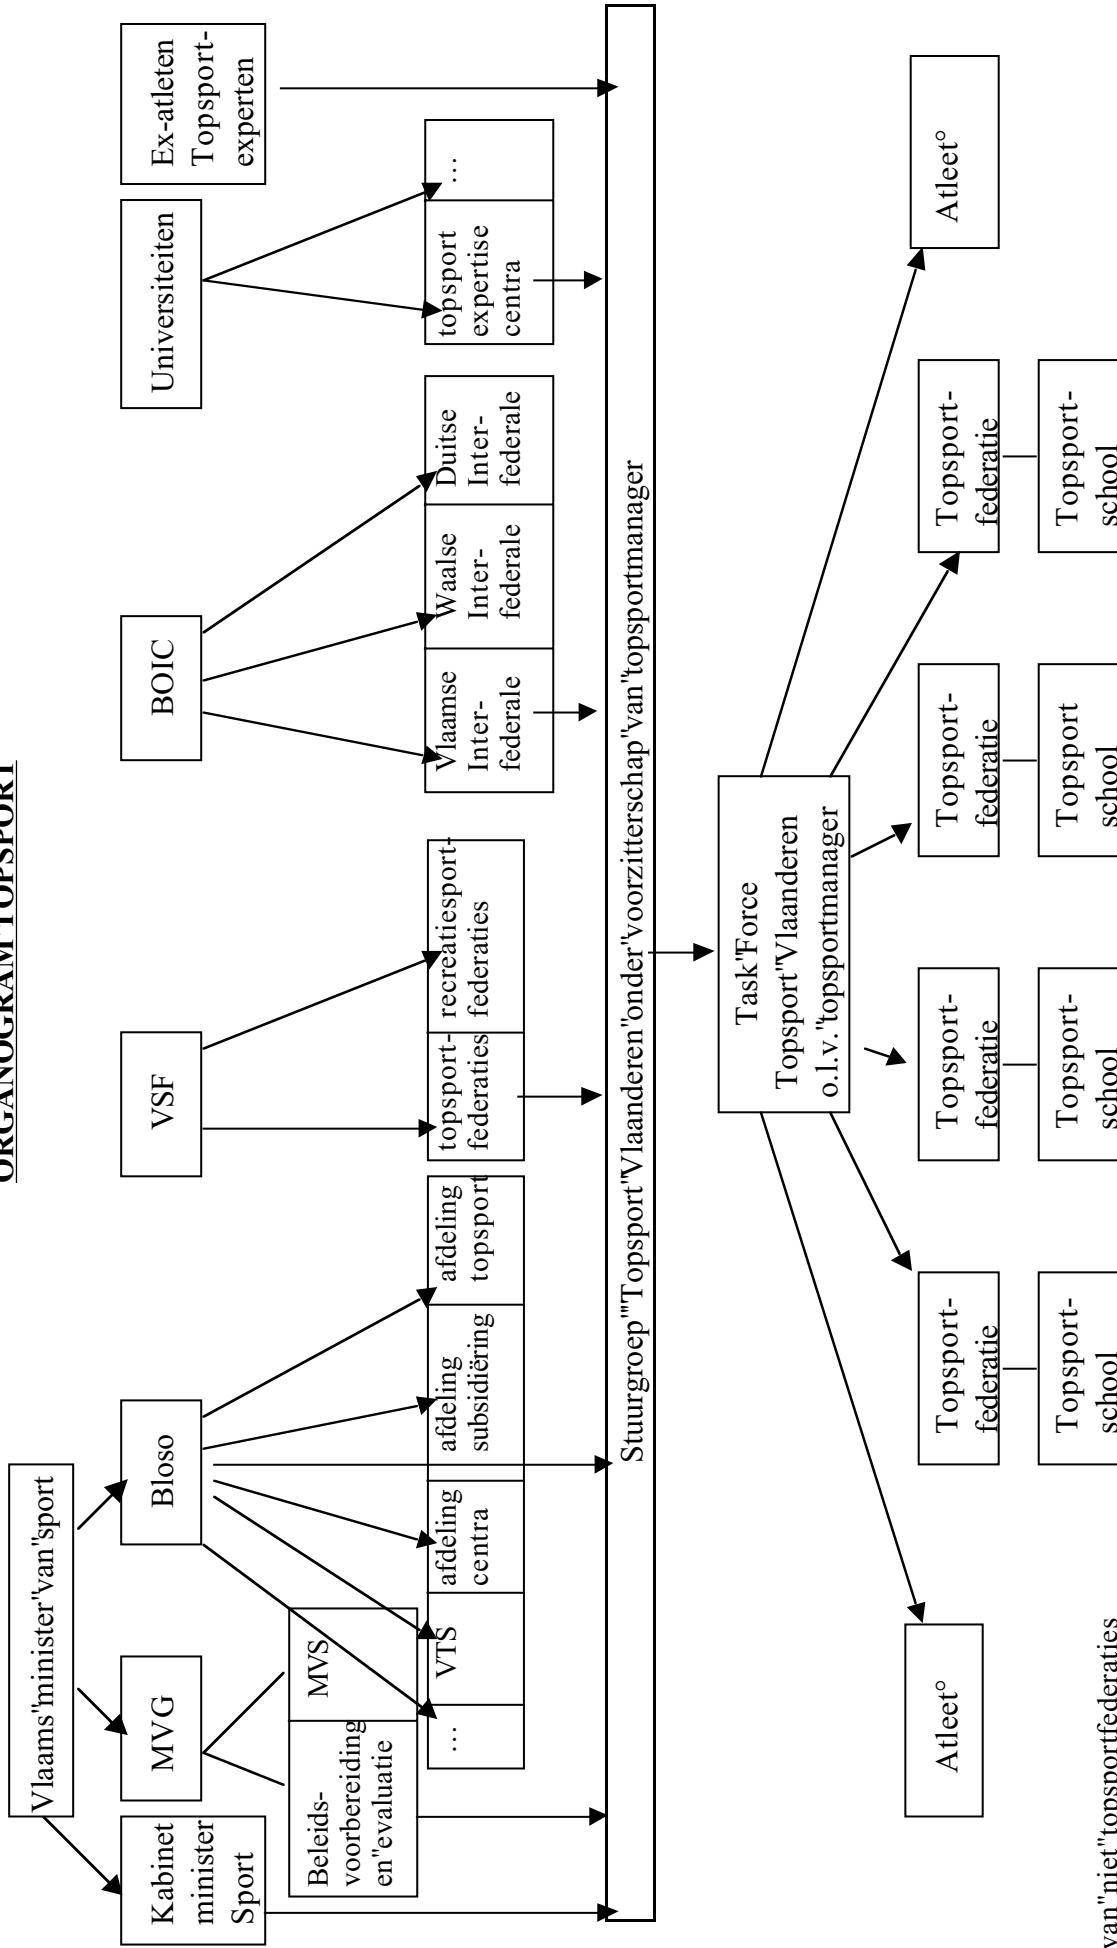 ORGANOGRAM TOPSPORT
Vlaams"minister"van"sport
Kabinet
minister
Sport
MVG
Bloso
VSF
BOIC
Universiteiten
Ex-atleten
Topsport-
experten
Beleids-
voorbereiding
en"evaluatie
MVS
…
VTS
afdeling
centra
afdeling
subsidiëring
afdeling
topsport
topsport-
federaties
recreatiesport-
federaties
Vlaamse
Inter-
federale
Waalse
Inter-
federale
Duitse
Inter-
federale
topsport
expertise
centra
…
Stuurgroep"'Topsport"Vlaanderen"onder"voorzitterschap"van"topsportmanager
Task"Force
Topsport"Vlaanderen
o.l.v."topsportmanager
Atleet°
Topsport-
federatie
Topsport-
federatie
Topsport-
federatie
Topsport-
federatie
Atleet°
Topsport-
school
Topsport-
school
Topsport
school
Topsport-
school
van"niet"topsportfederaties